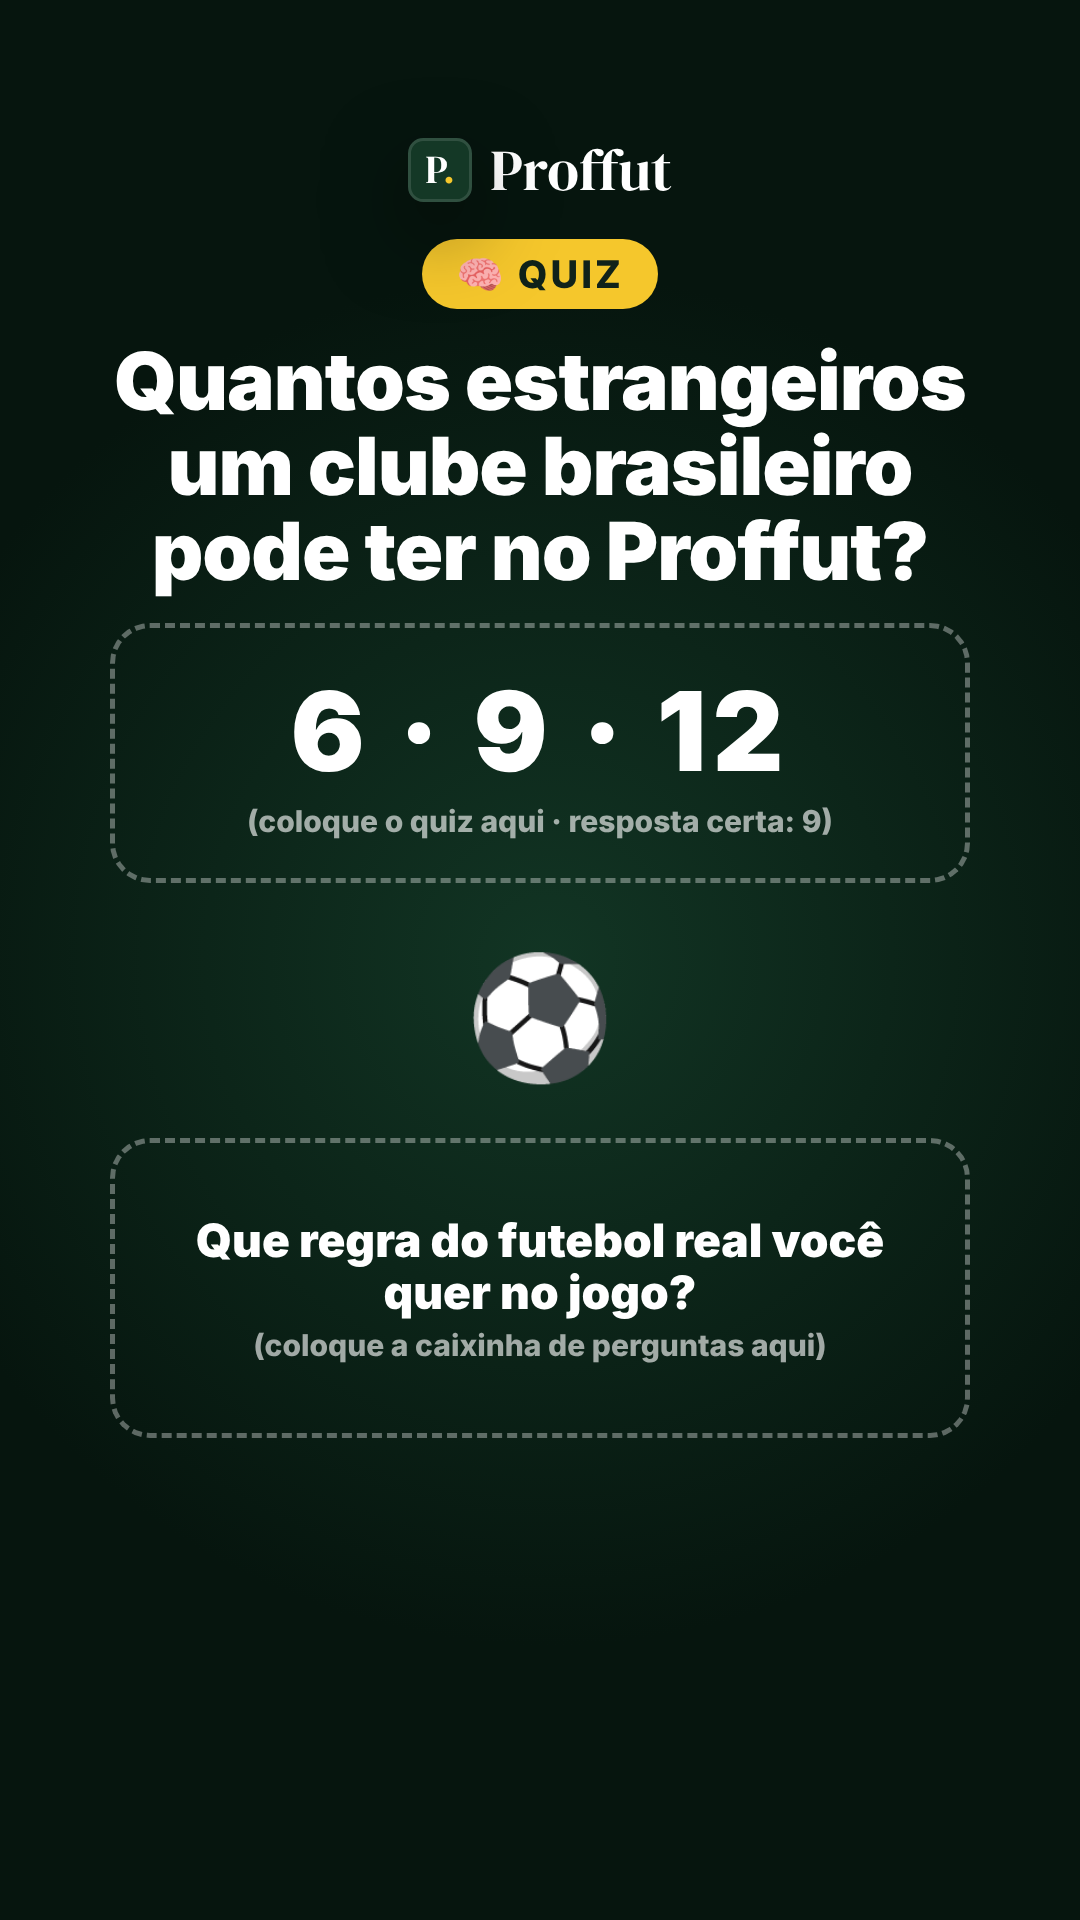 P. Proffut
QUIZ
Quantos estrangeiros
um clube brasileiro
pode ter no Proffut?
6 · 9 · 12
(coloque o quiz aqui · resposta certa: 9)
Que regra do futebol real você
quer no jogo?
(coloque a caixinha de perguntas aqui)